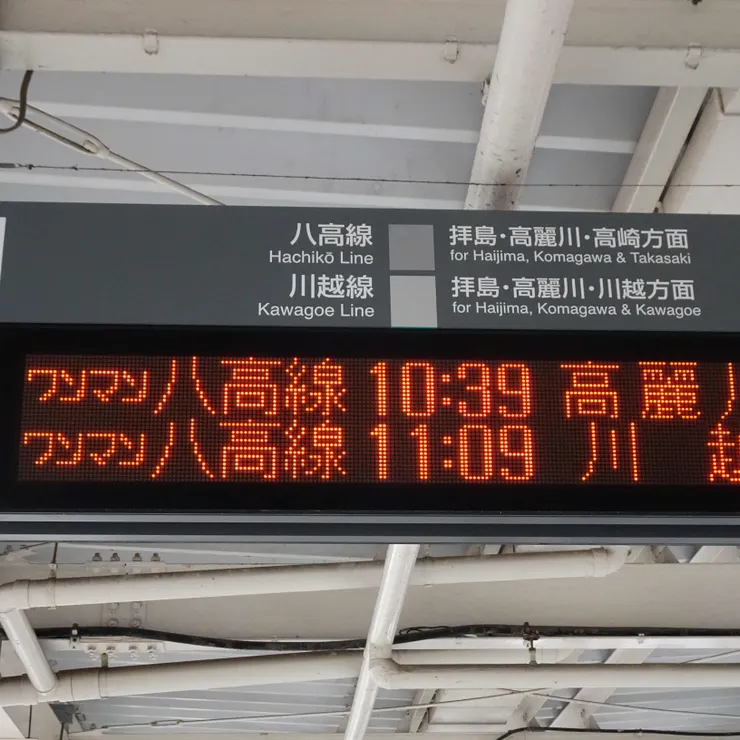 八高線 拝島・高麗川・高崎方面
Hachikō Line for Haijima, Komagawa & Takasaki
川越線 拝島・高麗川・川越方面
Kawagoe Line for Haijima, Komagawa & Kawagoe
ワンマン 八高線 10:39 高麗川
ワンマン 八高線 11:09 川越